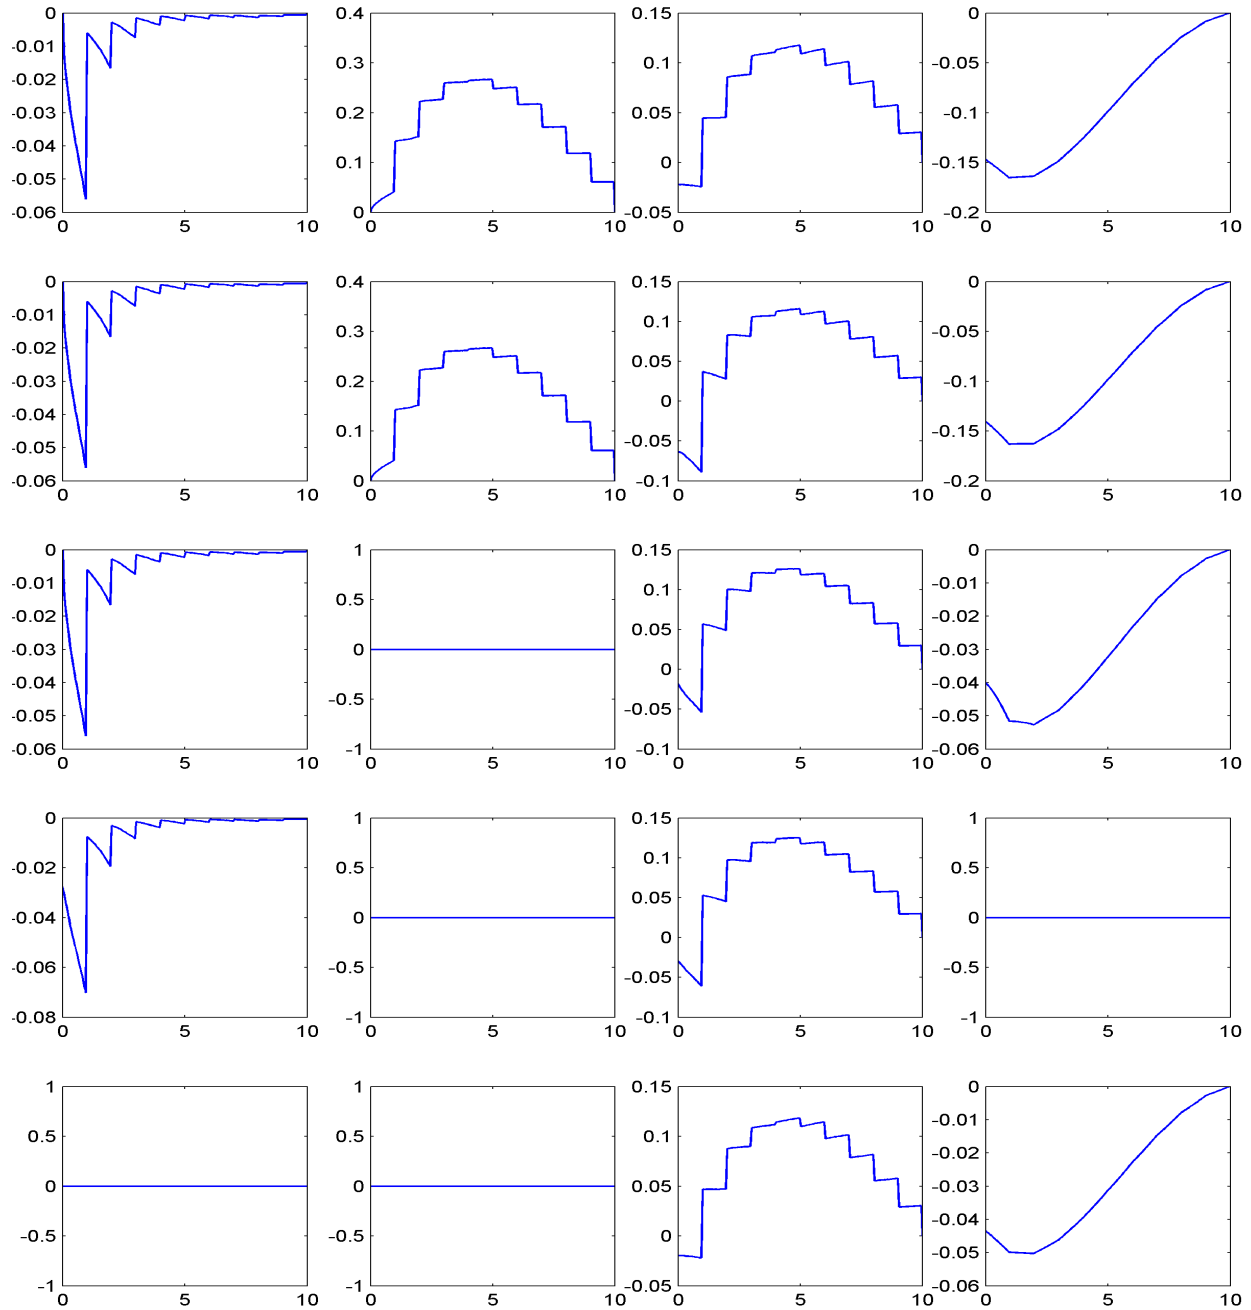 0 0.4 0.15 0
-0.01 0.1 -0.05
-0.02 0.3
-0.03 0.2 0.05 -0.1
-0.04 0
-0.05 0.1 -0.15
-0.06 0 -0.05 -0.2
0 5 10 0 5 10 0 5 10 0 5 10
0 0.4 0.15 0
-0.01 0.1 -0.05
-0.02 0.3 0.05
-0.03 0.2 0 -0.1
-0.04 -0.05
-0.05 0.1 -0.15
-0.06 0 -0.1 -0.2
0 5 10 0 5 10 0 5 10 0 5 10
0 1 0.15 0
-0.01 0.5 0.1 -0.01
-0.02 0.05 -0.02
-0.03 0 0 -0.03
-0.04 -0.5 -0.05 -0.04
-0.05 -0.05
-0.06 -1 -0.1 -0.06
0 5 10 0 5 10 0 5 10 0 5 10
0 1 0.15 1
-0.02 0.5 0.1 0.5
-0.04 0 0.05 0
-0.06 -0.5 0 -0.5
-0.05
-0.08 -1 -0.1 -1
0 5 10 0 5 10 0 5 10 0 5 10
1 1 0.15 0
0.5 0.5 0.1 -0.01
-0.02
0 0 0.05 -0.03
-0.5 -0.5 0 -0.04
-0.05
-1 -1 -0.05 -0.06
0 5 10 0 5 10 0 5 10 0 5 10